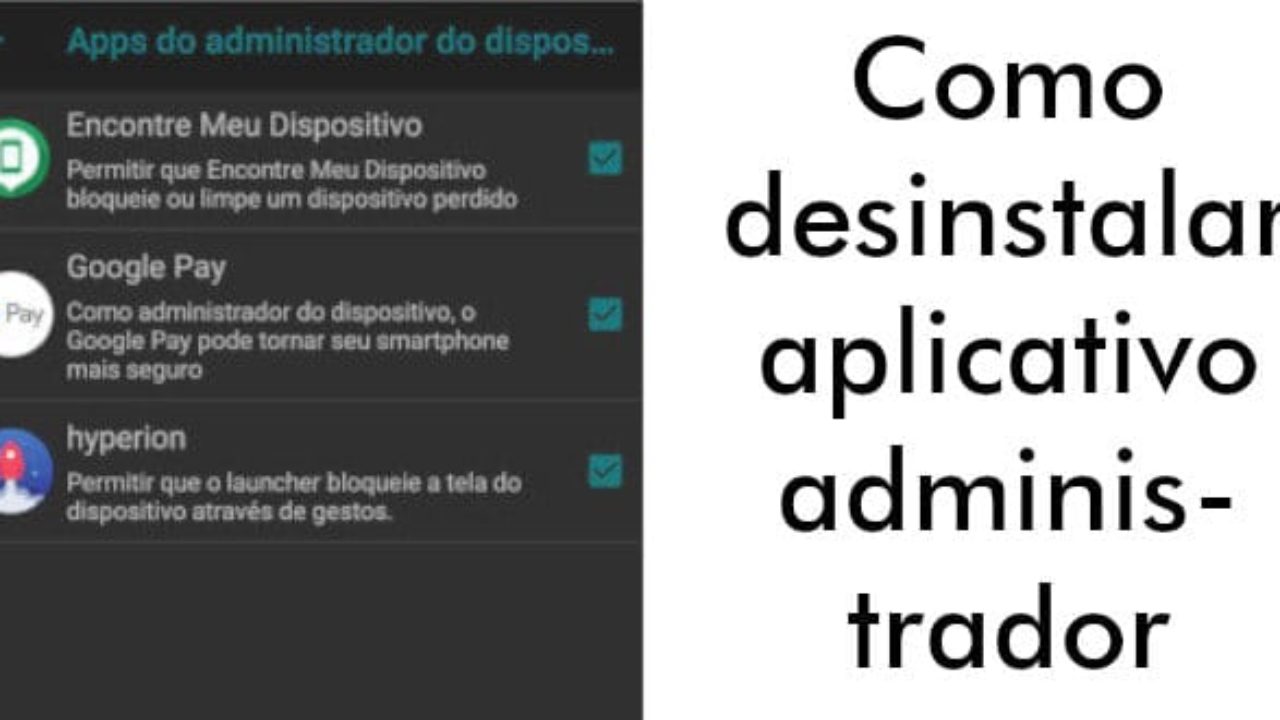 Apps do administrador do dispos...
Encontre Meu Dispositivo
Permitir que Encontre Meu Dispositivo
bloqueie ou limpe um dispositivo perdido
Google Pay
Pay
Como administrador do dispositivo, o
Google Pay pode tornar seu smartphone
mais seguro
hyperion
Permitir que o launcher bloqueie a tela do
dispositivo através de gestos.
Como
desinstalar
aplicativo
adminis-
trador